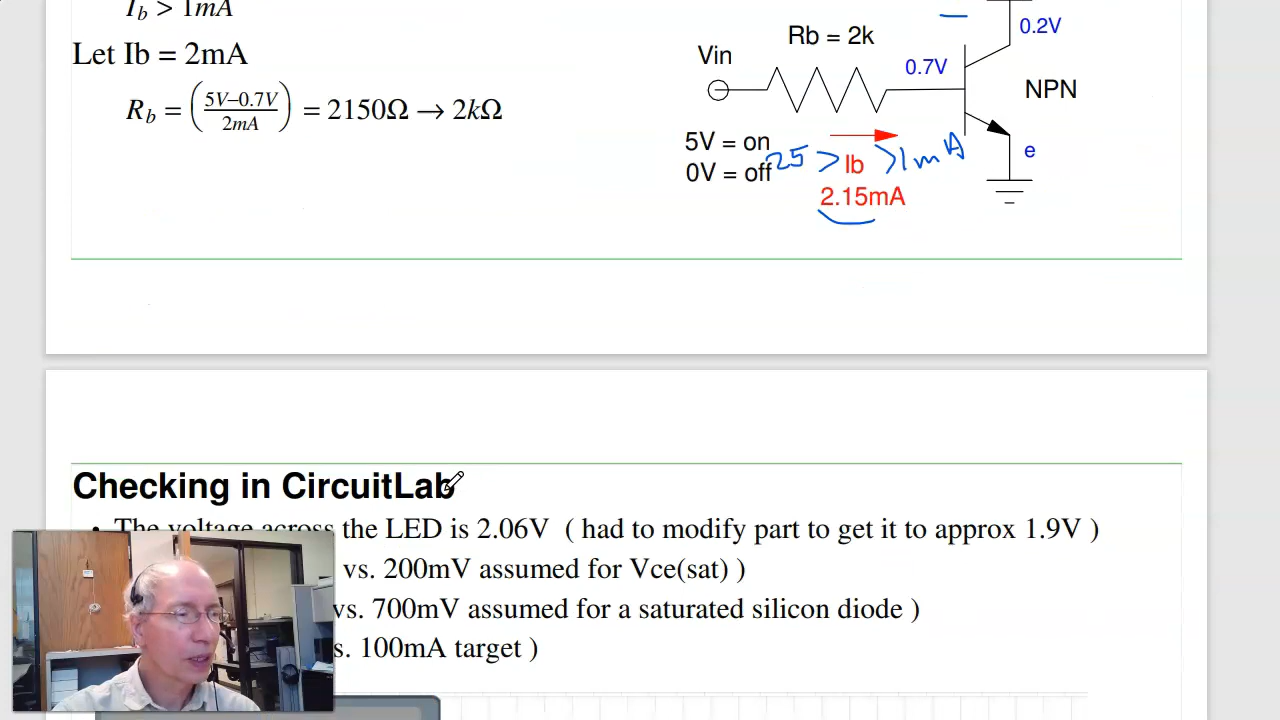 I_b > 1mA
Let Ib = 2mA
R_b = (5V–0.7V / 2mA) = 2150Ω → 2kΩ
0.2V
Rb = 2k
Vin
0.7V
NPN
5V = on
0V = off
25 > Ib > 1mA
2.15mA
e
Checking in CircuitLab
• The voltage across the LED is 2.06V ( had to modify part to get it to approx 1.9V )
vs. 200mV assumed for Vce(sat) )
vs. 700mV assumed for a saturated silicon diode )
s. 100mA target )